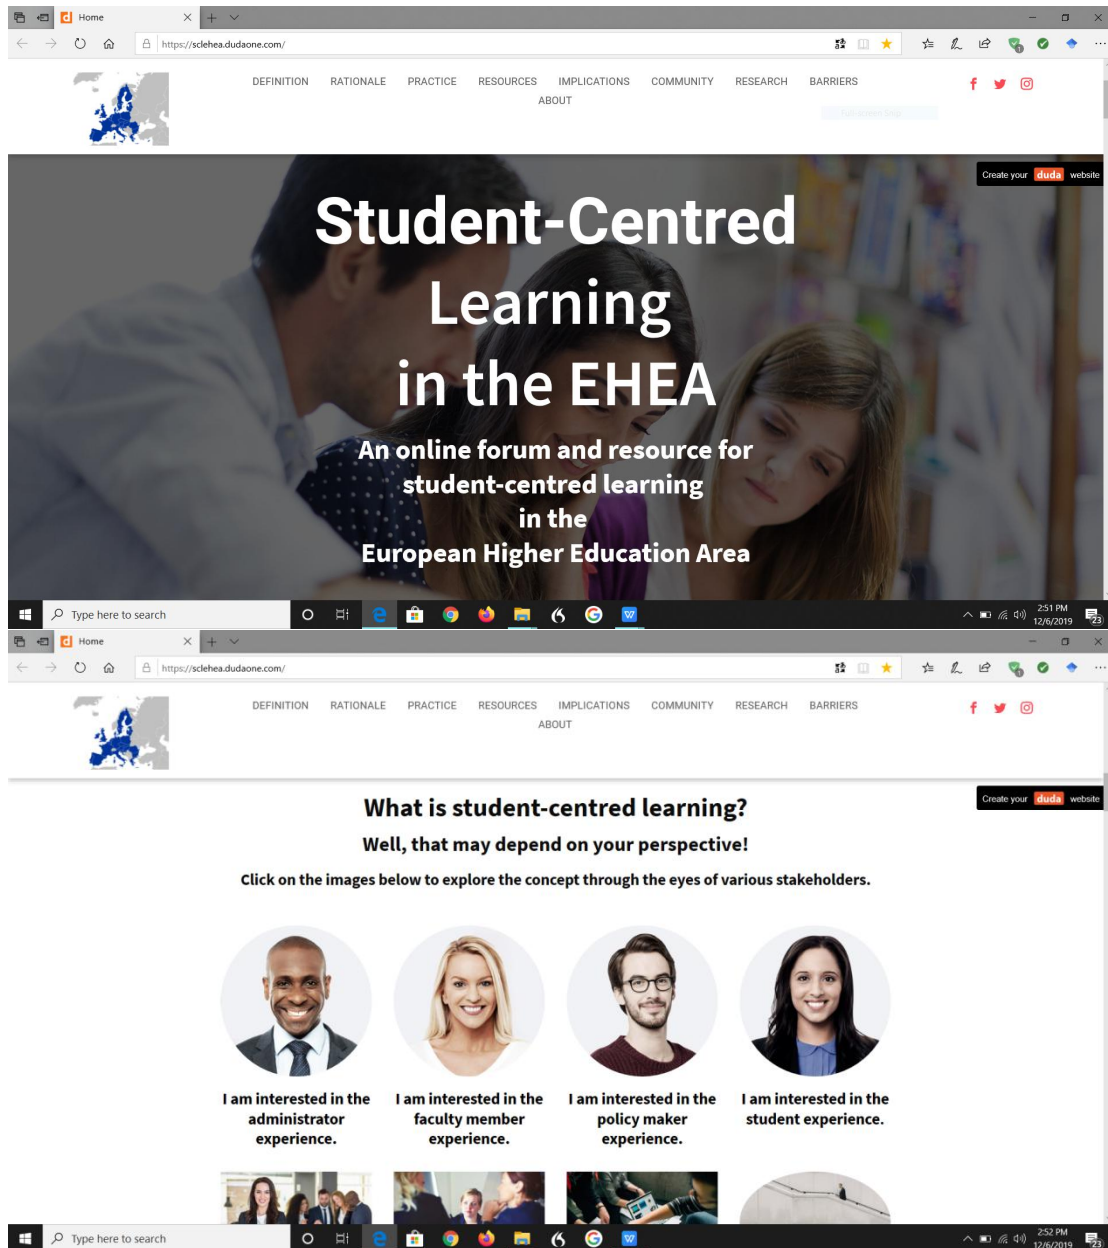 Home
https://sclehea.dudaone.com/
DEFINITION RATIONALE PRACTICE RESOURCES IMPLICATIONS COMMUNITY RESEARCH BARRIERS
ABOUT
Create your duda website
Student-Centred
Learning
in the EHEA
An online forum and resource for
student-centred learning
in the
European Higher Education Area
Type here to search
2:51 PM
12/6/2019
23
Home
https://sclehea.dudaone.com/
DEFINITION RATIONALE PRACTICE RESOURCES IMPLICATIONS COMMUNITY RESEARCH BARRIERS
ABOUT
Create your duda website
What is student-centred learning?
Well, that may depend on your perspective!
Click on the images below to explore the concept through the eyes of various stakeholders.
I am interested in the
administrator
experience.
I am interested in the
faculty member
experience.
I am interested in the
policy maker
experience.
I am interested in the
student experience.
Type here to search
2:52 PM
12/6/2019
23